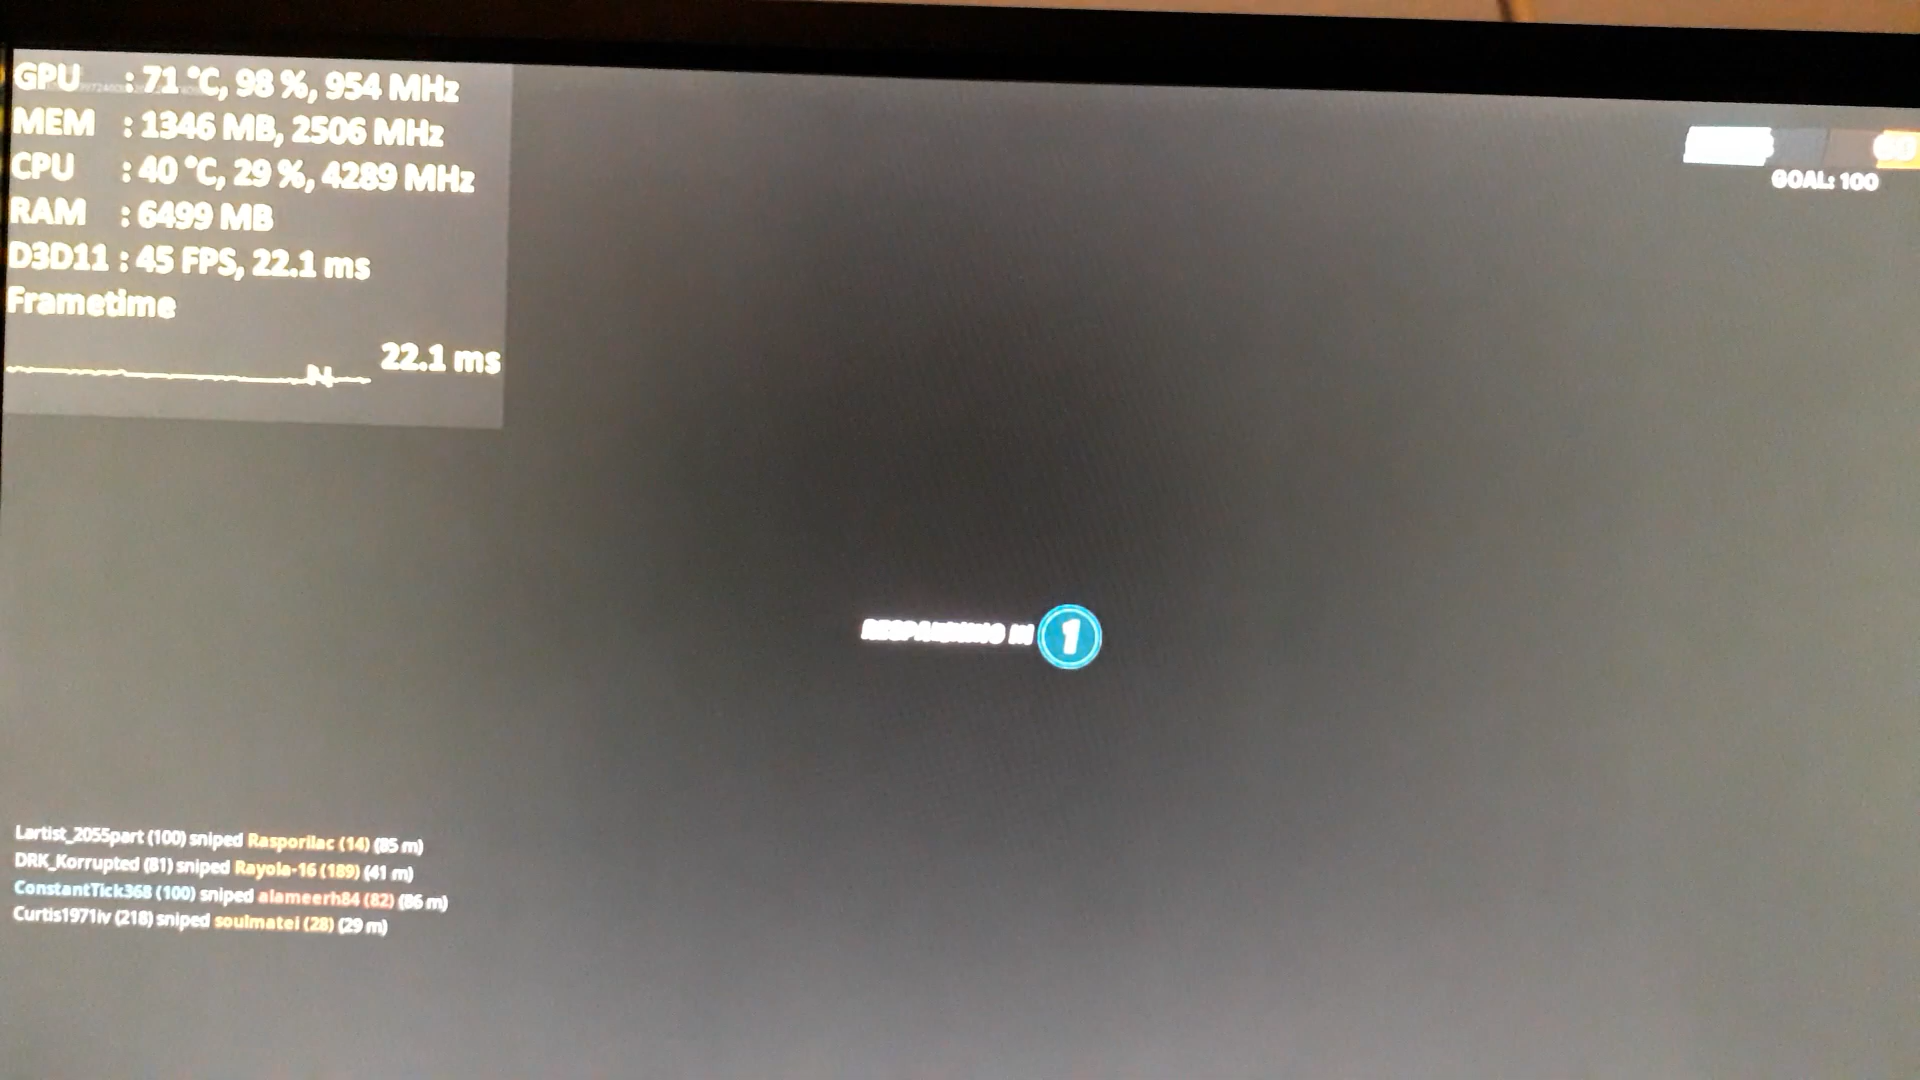 GPU : 71 °C, 98 %, 954 MHz
MEM : 1346 MB, 2506 MHz
CPU : 40 °C, 29 %, 4289 MHz
RAM : 6499 MB
D3D11 : 45 FPS, 22.1 ms
Frametime
22.1 ms
GOAL: 100
RESPAWNING IN 1
Lartist_2055part (100) sniped Rasporilac (14) (85 m)
DRK_Korrupted (81) sniped Rayola-16 (189) (41 m)
ConstantTick368 (100) sniped alameerh84 (82) (86 m)
Curtis1971iv (218) sniped soulmatei (28) (29 m)